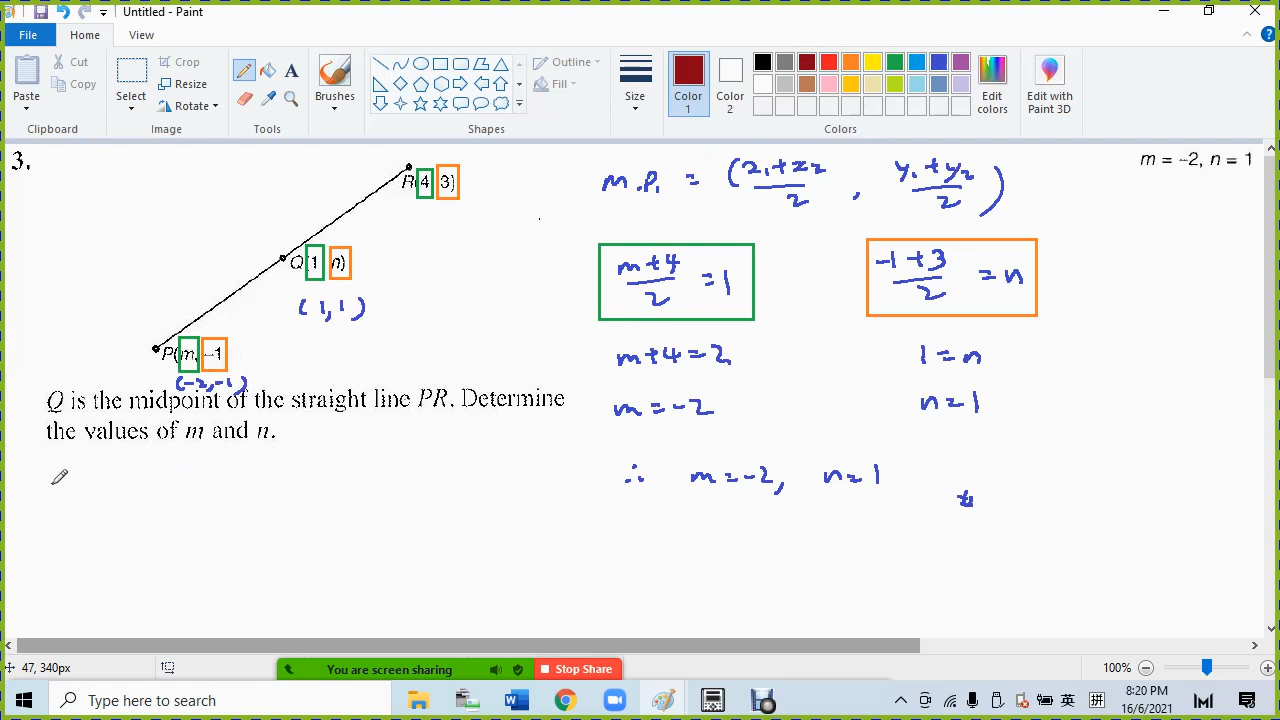 Untitled - Paint
File Home View
Paste
Cut
Copy
Clipboard
Select
Crop
Resize
Rotate
Image
A
Tools
Brushes
Outline
Fill
Shapes
Size
Color 1
Color 2
Edit colors
Colors
Edit with Paint 3D
3.
m = –2, n = 1
R(4 3)
Q(1 n)
(1, 1)
P(m, –1
(-2, -1)
Q is the midpoint of the straight line PR. Determine
the values of m and n.
M.P. = (x₁+x₂/2 , y₁+y₂/2)
m+4/2 = 1
-1+3/2 = n
m+4=2
1=n
m=-2
n=1
∴ m=-2, n=1
47, 340px
100%
You are screen sharing
Stop Share
Type here to search
英
拼
8:20 PM
16/6/2021